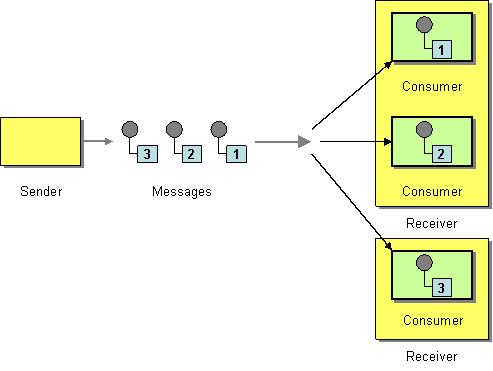 1
Consumer
3 2 1
2
Sender
Messages
Consumer
Receiver
3
Consumer
Receiver